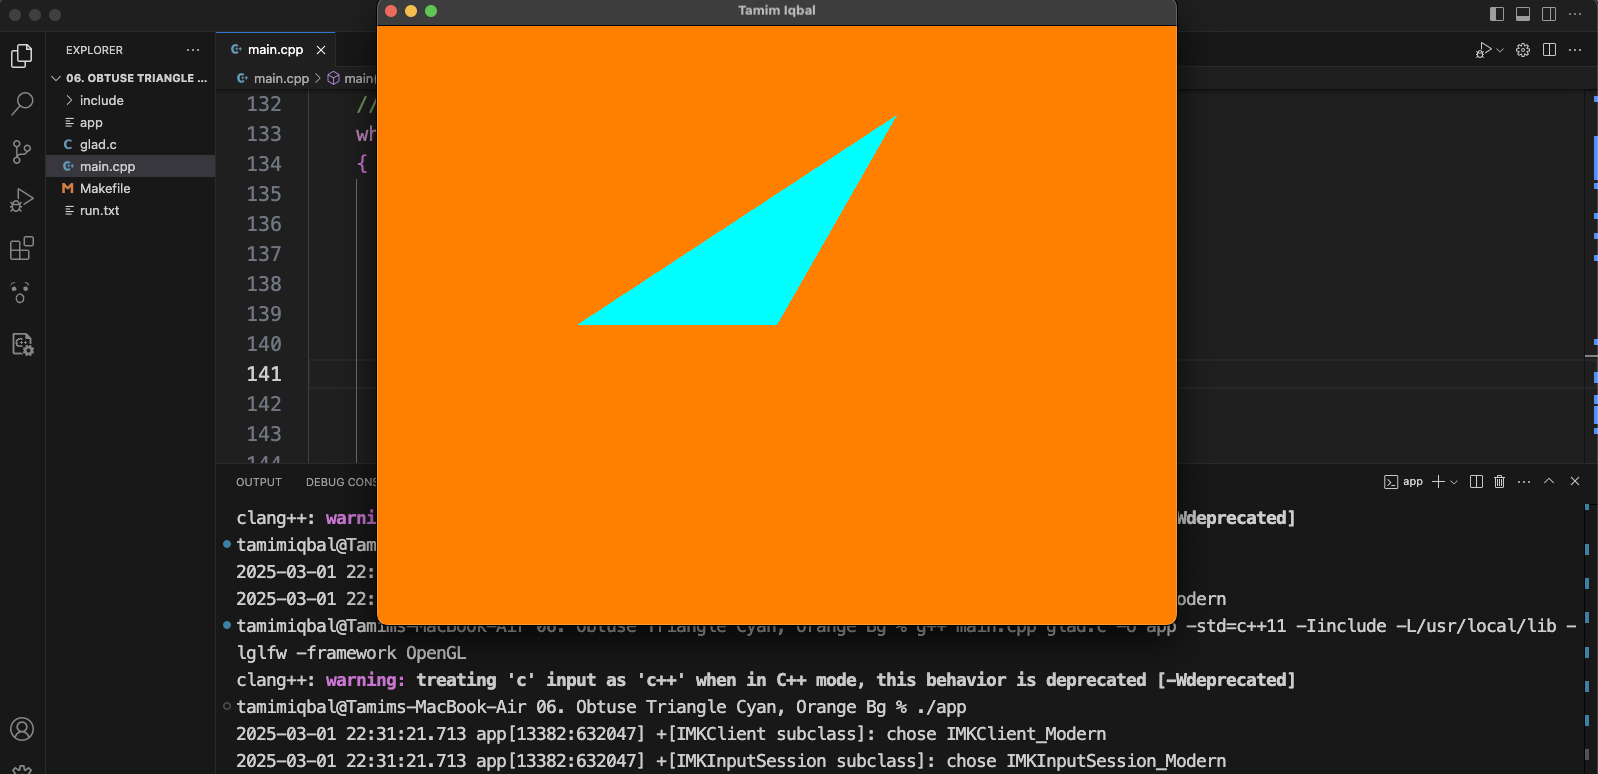 Tamim Iqbal
EXPLORER
main.cpp
06. OBTUSE TRIANGLE ...
main.cpp
main(
include
app
glad.c
main.cpp
Makefile
run.txt
132 //
133
134 {
135
136
137
138
139
140
141
142
143
144
OUTPUT
DEBUG CONS
app
clang++: warni Wdeprecated]
tamimiqbal@Tam
2025-03-01 22:
2025-03-01 22: odern
tamimiqbal@Tamims-MacBook-Air 06. Obtuse Triangle Cyan, Orange Bg % g++ main.cpp glad.c -o app -std=c++11 -Iinclude -L/usr/local/lib -
lglfw -framework OpenGL
clang++: warning: treating 'c' input as 'c++' when in C++ mode, this behavior is deprecated [-Wdeprecated]
tamimiqbal@Tamims-MacBook-Air 06. Obtuse Triangle Cyan, Orange Bg % ./app
2025-03-01 22:31:21.713 app[13382:632047] +[IMKClient subclass]: chose IMKClient_Modern
2025-03-01 22:31:21.713 app[13382:632047] +[IMKInputSession subclass]: chose IMKInputSession_Modern